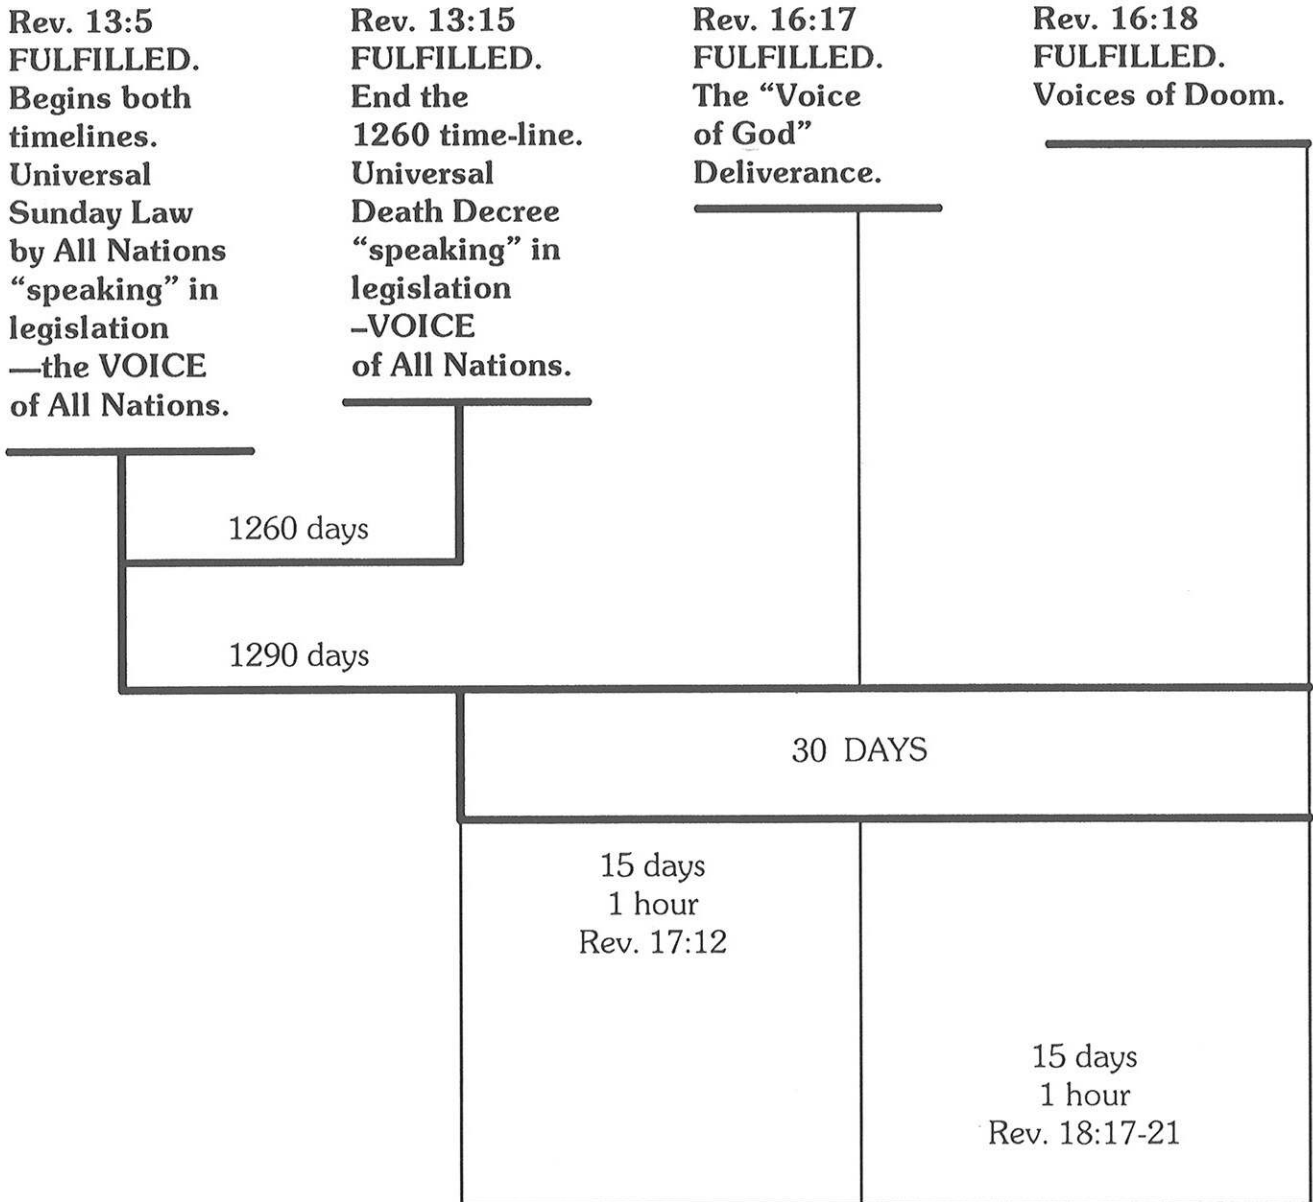 Rev. 13:5
FULFILLED.
Begins both
timelines.
Universal
Sunday Law
by All Nations
“speaking” in
legislation
—the VOICE
of All Nations.
Rev. 13:15
FULFILLED.
End the
1260 time-line.
Universal
Death Decree
“speaking” in
legislation
–VOICE
of All Nations.
Rev. 16:17
FULFILLED.
The “Voice
of God”
Deliverance.
Rev. 16:18
FULFILLED.
Voices of Doom.
1260 days
1290 days
30 DAYS
15 days
1 hour
Rev. 17:12
15 days
1 hour
Rev. 18:17-21